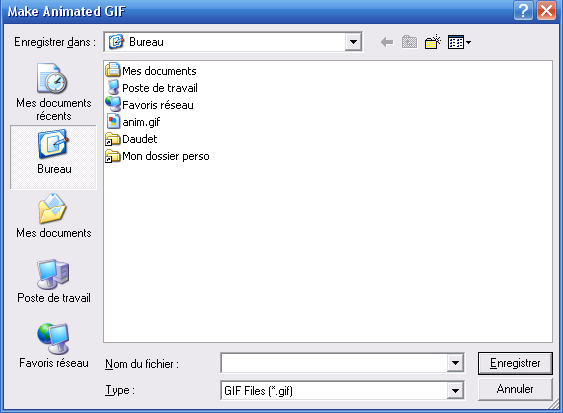 Make Animated GIF
Enregistrer dans :
Bureau
Mes documents récents
Bureau
Mes documents
Poste de travail
Favoris réseau
Mes documents
Poste de travail
Favoris réseau
anim.gif
Daudet
Mon dossier perso
Nom du fichier :
Enregistrer
Type :
GIF Files (*.gif)
Annuler